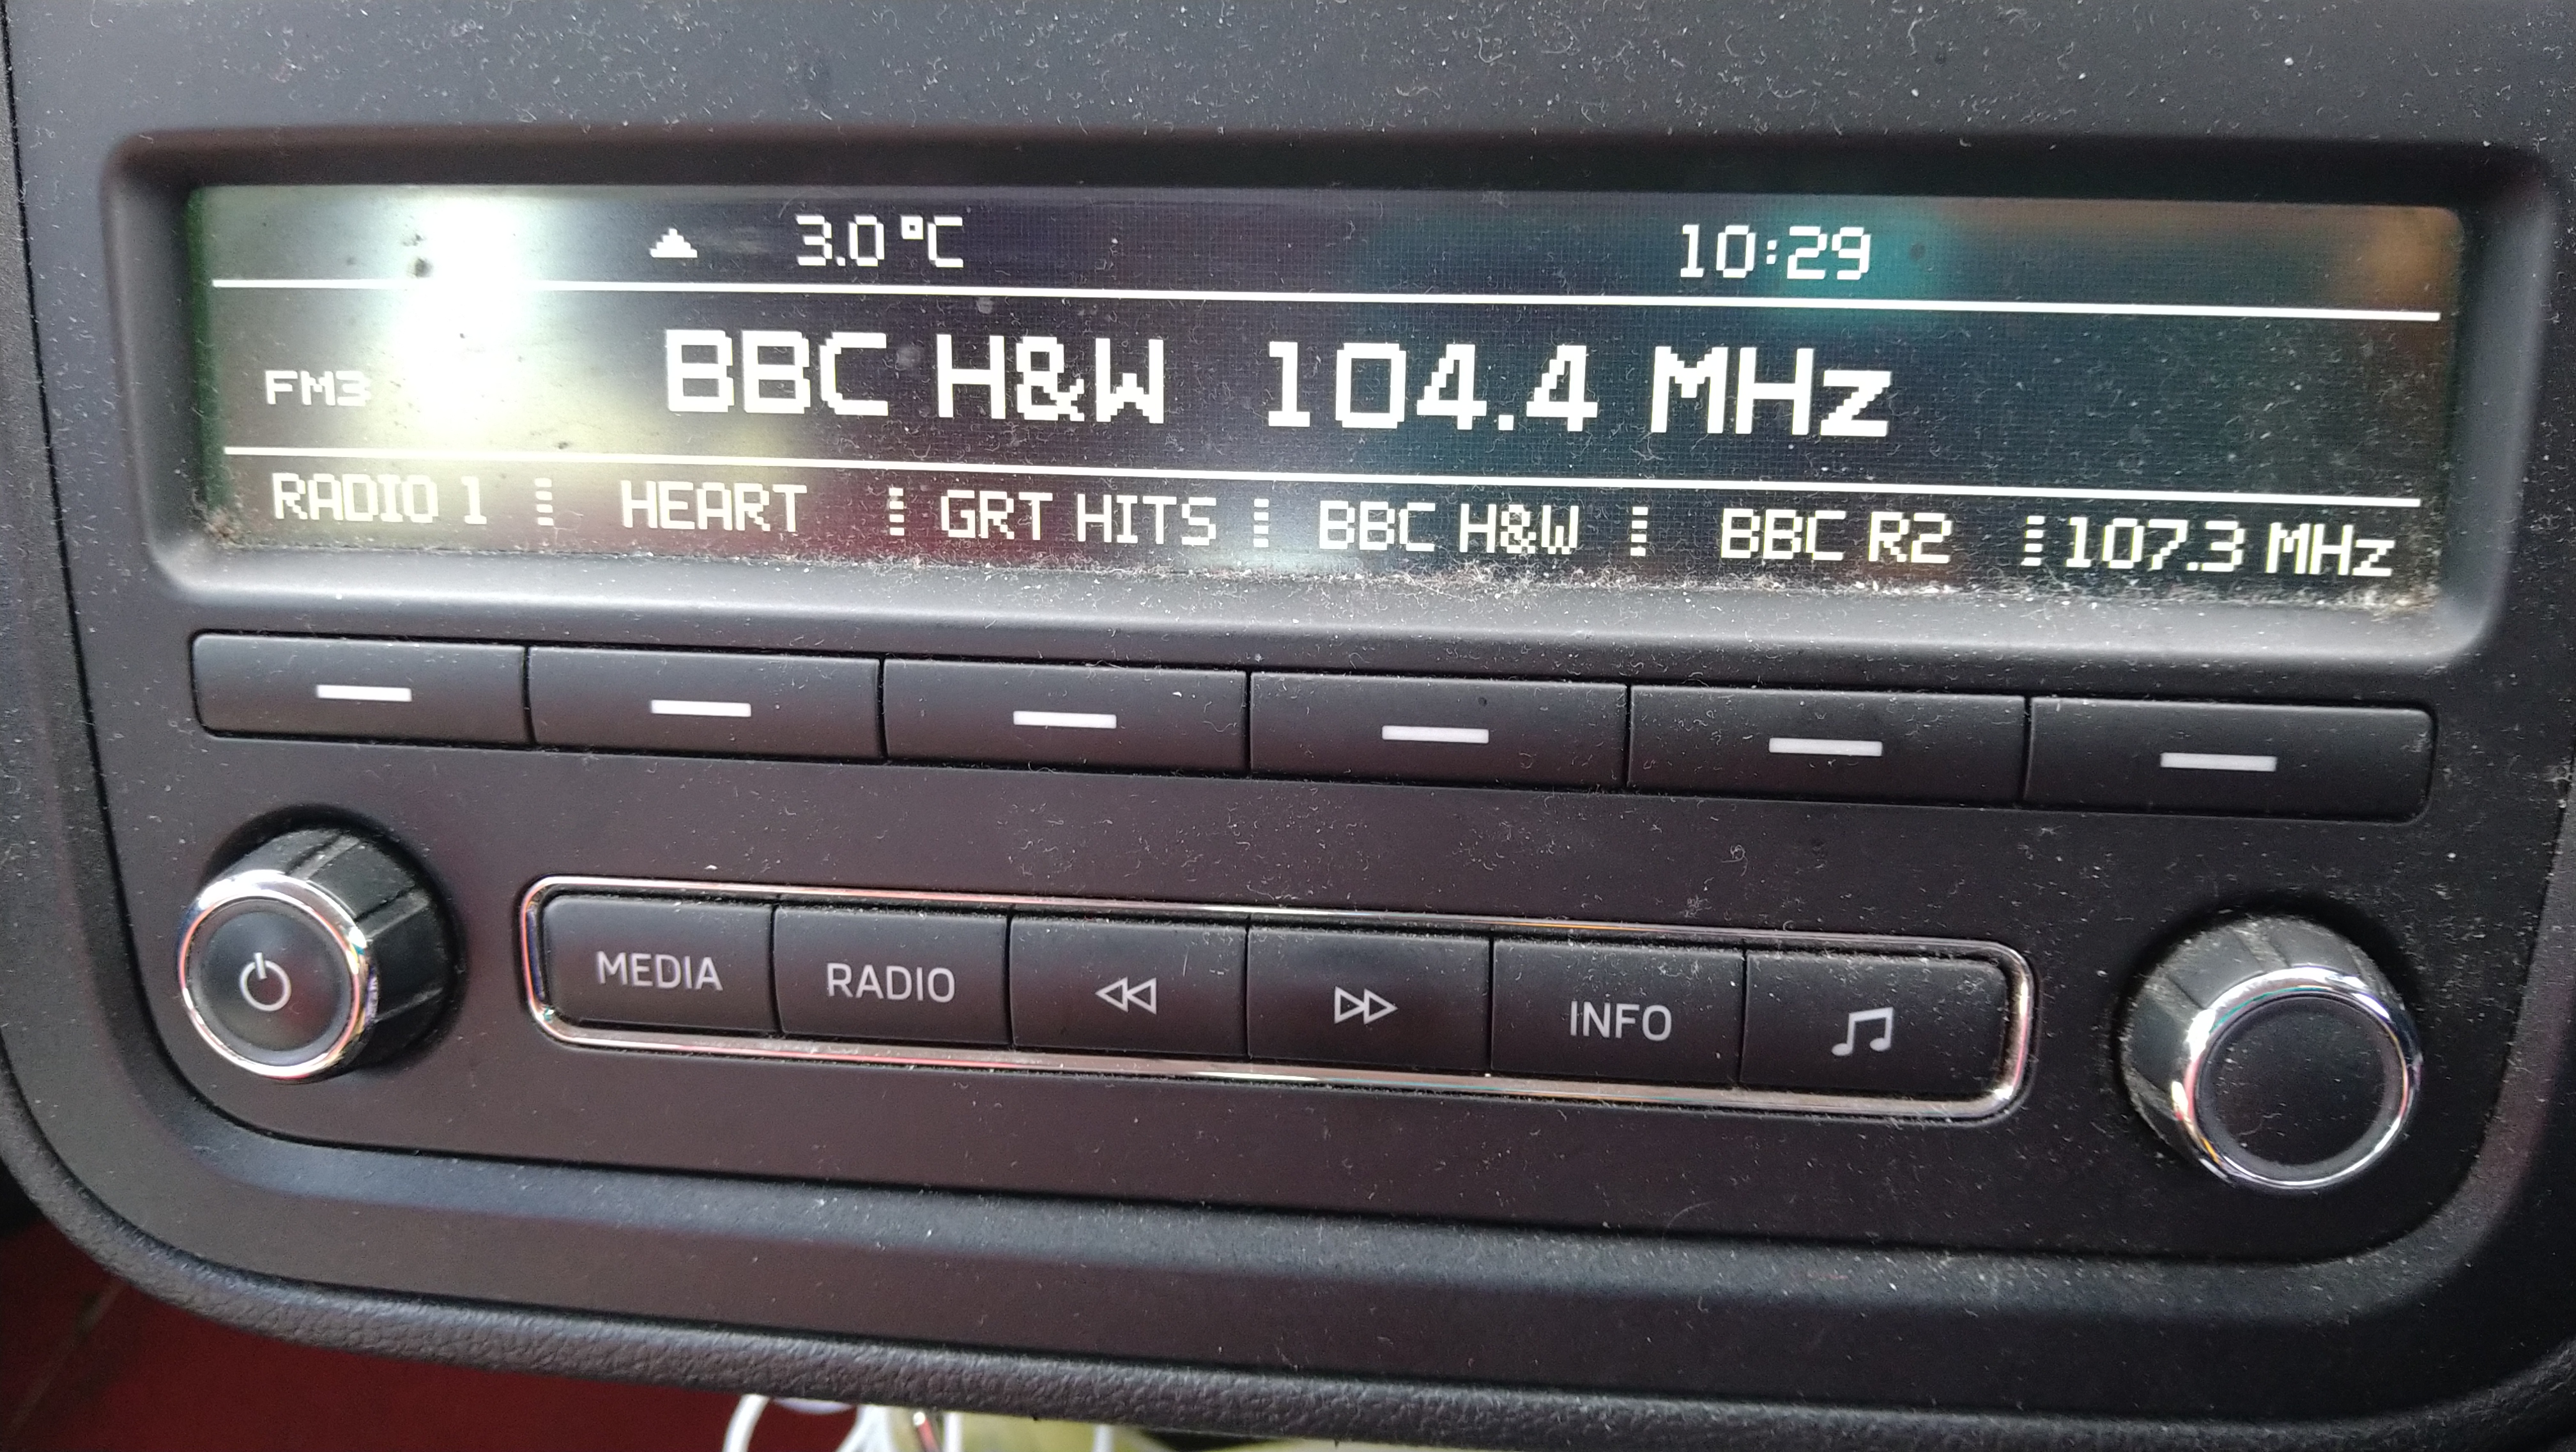 3.0 °C 10:29
FM3 BBC H&W 104.4 MHz
RADIO 1 HEART GRT HITS BBC H&W BBC R2 107.3 MHz
MEDIA RADIO INFO